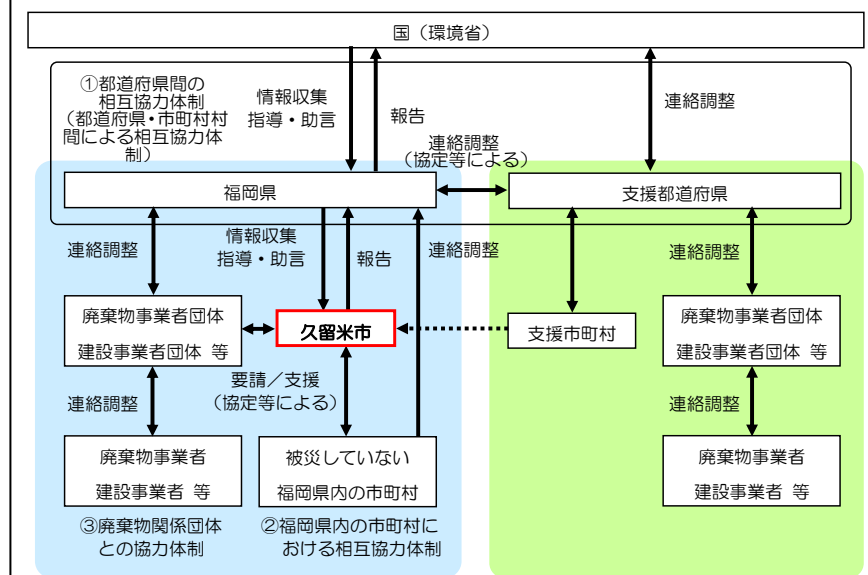 国（環境省）
①都道府県間の
相互協力体制
（都道府県・市町村村
間による相互協力体
制）
情報収集
指導・助言
報告
連絡調整
連絡調整
（協定等による）
福岡県
支援都道府県
連絡調整
情報収集
指導・助言
報告
連絡調整
連絡調整
廃棄物事業者団体
建設事業者団体 等
久留米市
支援市町村
廃棄物事業者団体
建設事業者団体 等
連絡調整
要請／支援
（協定等による）
連絡調整
廃棄物事業者
建設事業者 等
被災していない
福岡県内の市町村
廃棄物事業者
建設事業者 等
③廃棄物関係団体
との協力体制
②福岡県内の市町村に
おける相互協力体制